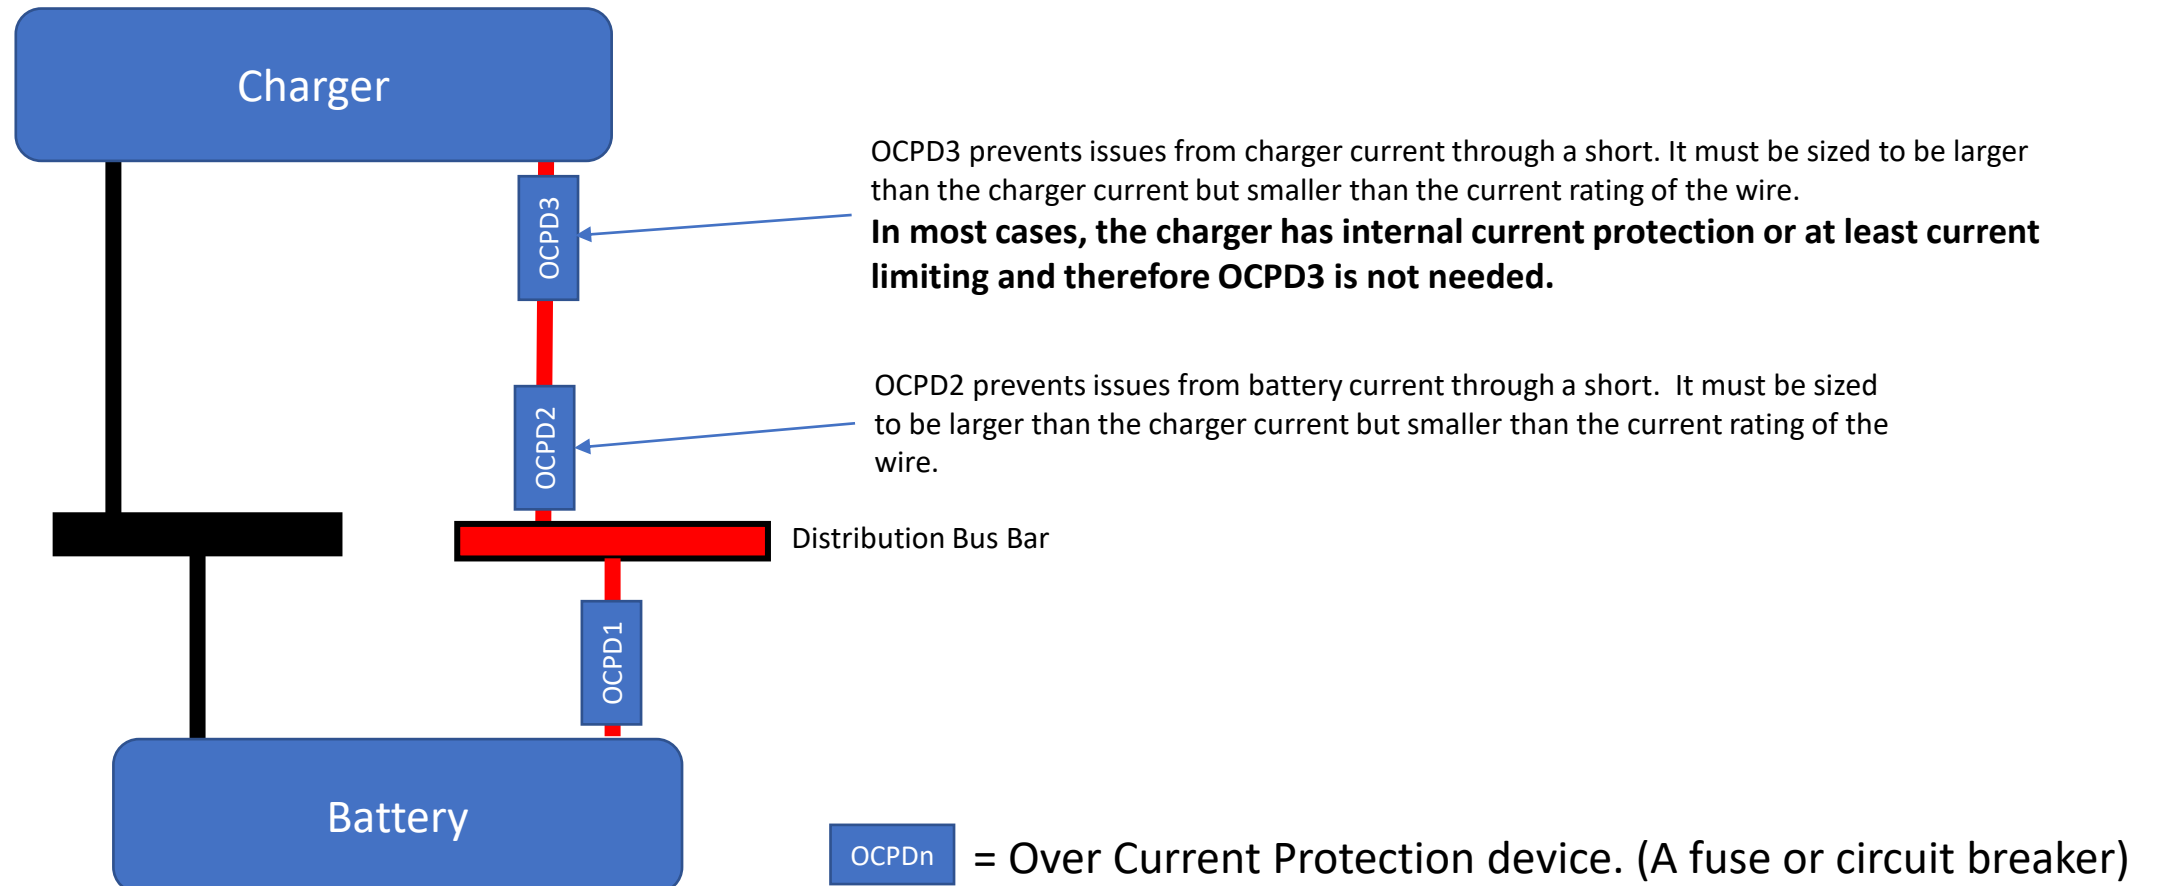 Charger
OCPD3 prevents issues from charger current through a short. It must be sized to be larger
than the charger current but smaller than the current rating of the wire.
In most cases, the charger has internal current protection or at least current
limiting and therefore OCPD3 is not needed.
OCPD3
OCPD2 prevents issues from battery current through a short.  It must be sized
to be larger than the charger current but smaller than the current rating of the
wire.
OCPD2
Distribution Bus Bar
OCPD1
Battery
OCPDn = Over Current Protection device. (A fuse or circuit breaker)